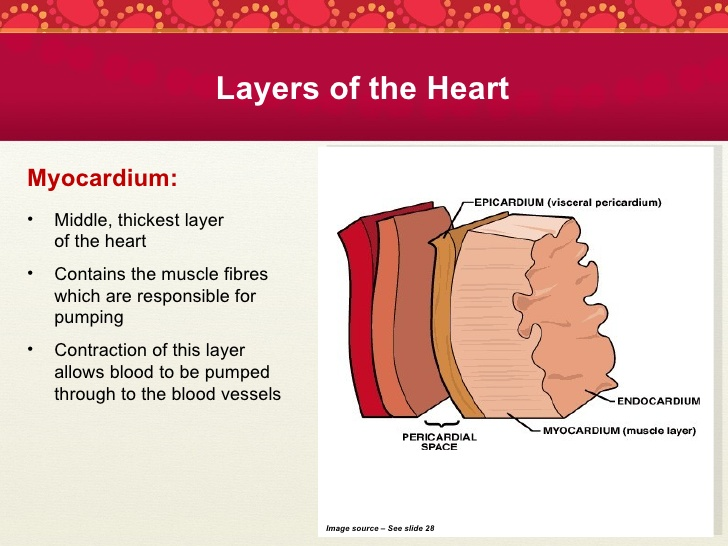 Layers of the Heart
Myocardium:
• Middle, thickest layer
of the heart
• Contains the muscle fibres
which are responsible for
pumping
• Contraction of this layer
allows blood to be pumped
through to the blood vessels
EPICARDIUM (visceral pericardium)
ENDOCARDIUM
MYOCARDIUM (muscle layer)
PERICARDIAL
SPACE
Image source – See slide 28